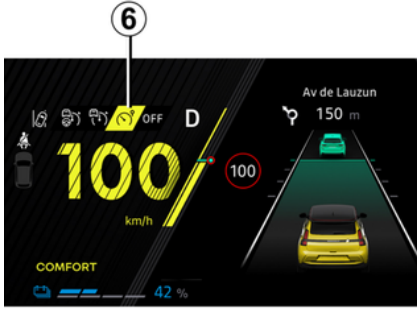 6
Av de Lauzun
OFF D
150 m
100
100
km/h
COMFORT
42 %